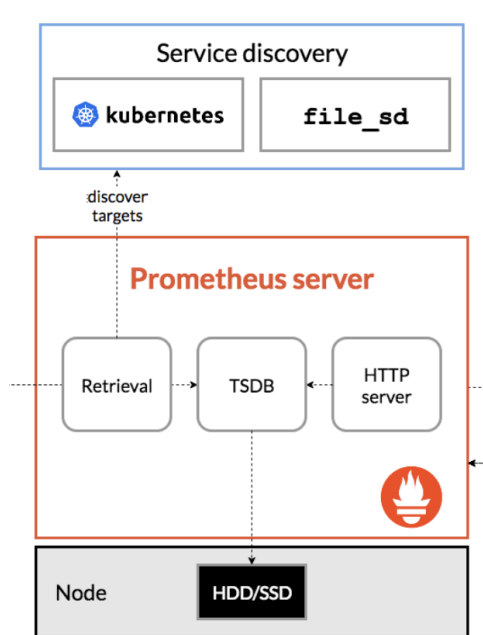 Service discovery
kubernetes
file_sd
discover
targets
Prometheus server
Retrieval
TSDB
HTTP
server
Node
HDD/SSD